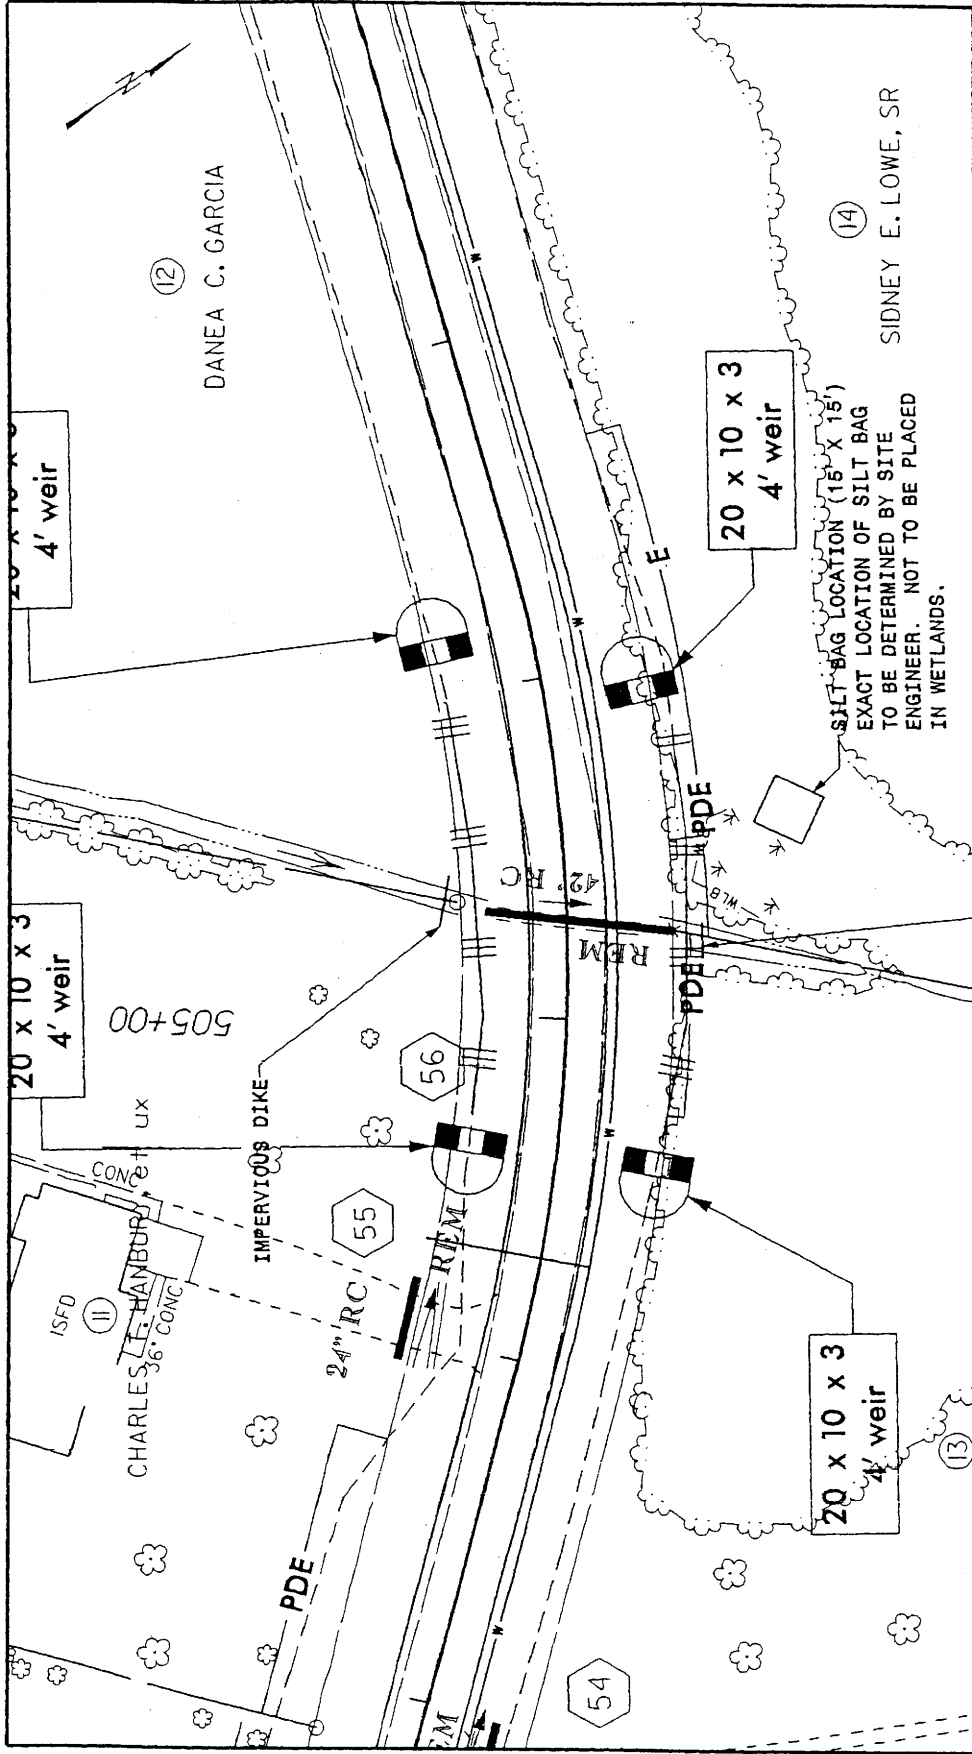 N
12
DANEA C. GARCIA
4' weir
20 x 10 x 3
4' weir
505+00
CHARLES T. HANBURY et ux
11
ISFD
CONC
36" CONC
IMPERVIOUS DIKE
56
55
24" RC
REM
PDE
54
42" RC
REM
W
W
W
W
W
E
PDE
PDE
WLB
20 x 10 x 3
4' weir
14
SIDNEY E. LOWE, SR
SILT BAG LOCATION (15' X 15')
EXACT LOCATION OF SILT BAG
TO BE DETERMINED BY SITE
ENGINEER. NOT TO BE PLACED
IN WETLANDS.
20 x 10 x 3
4' weir
13